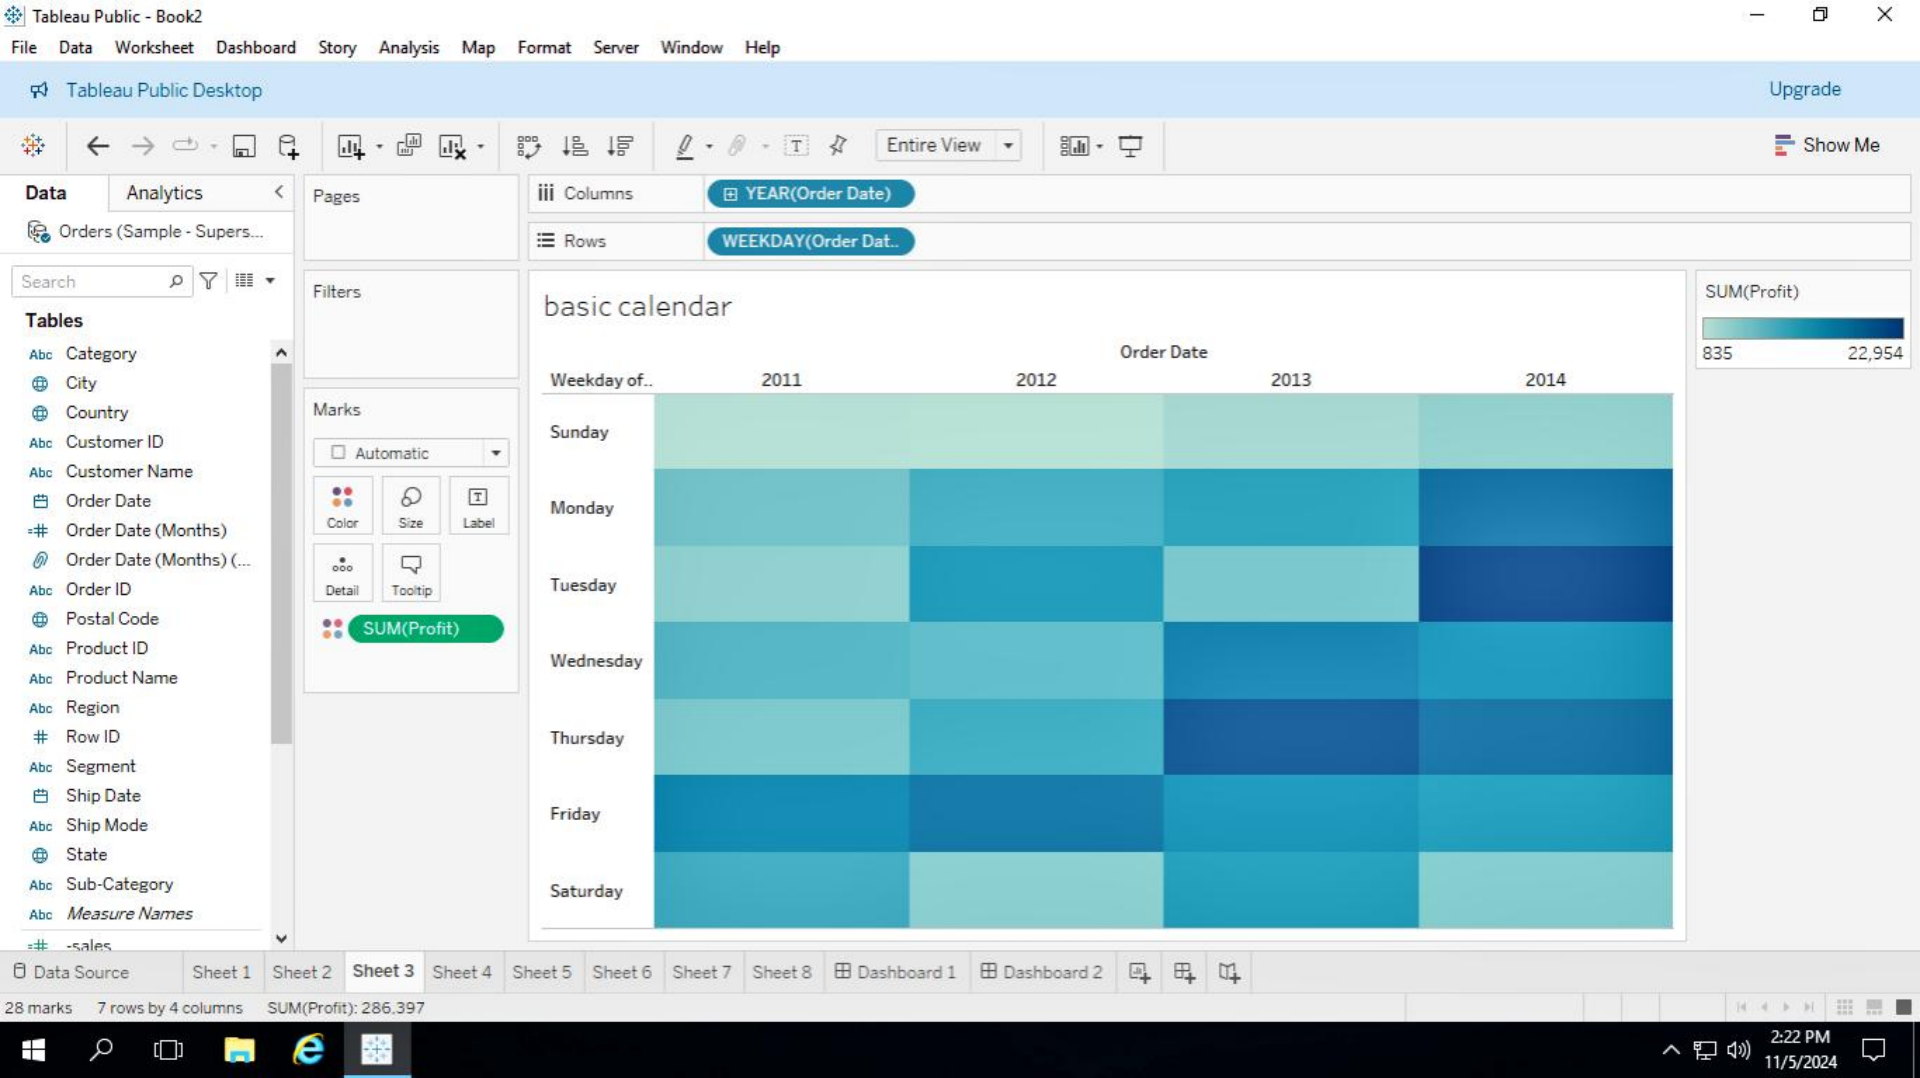 Tableau Public - Book2
File Data Worksheet Dashboard Story Analysis Map Format Server Window Help
Tableau Public Desktop Upgrade
Entire View Show Me
Data Analytics
Orders (Sample - Supers...
Search
Tables
Abc Category
City
Country
Abc Customer ID
Abc Customer Name
Order Date
=# Order Date (Months)
Order Date (Months) (...
Abc Order ID
Postal Code
Abc Product ID
Abc Product Name
Abc Region
# Row ID
Abc Segment
Ship Date
Abc Ship Mode
State
Abc Sub-Category
Abc Measure Names
=# -sales
Pages
Filters
Marks
Automatic
Color Size Label
Detail Tooltip
SUM(Profit)
Columns YEAR(Order Date)
Rows WEEKDAY(Order Dat..
basic calendar
Order Date
Weekday of.. 2011 2012 2013 2014
Sunday
Monday
Tuesday
Wednesday
Thursday
Friday
Saturday
SUM(Profit)
835 22,954
Data Source Sheet 1 Sheet 2 Sheet 3 Sheet 4 Sheet 5 Sheet 6 Sheet 7 Sheet 8 Dashboard 1 Dashboard 2
28 marks 7 rows by 4 columns SUM(Profit): 286,397
2:22 PM
11/5/2024